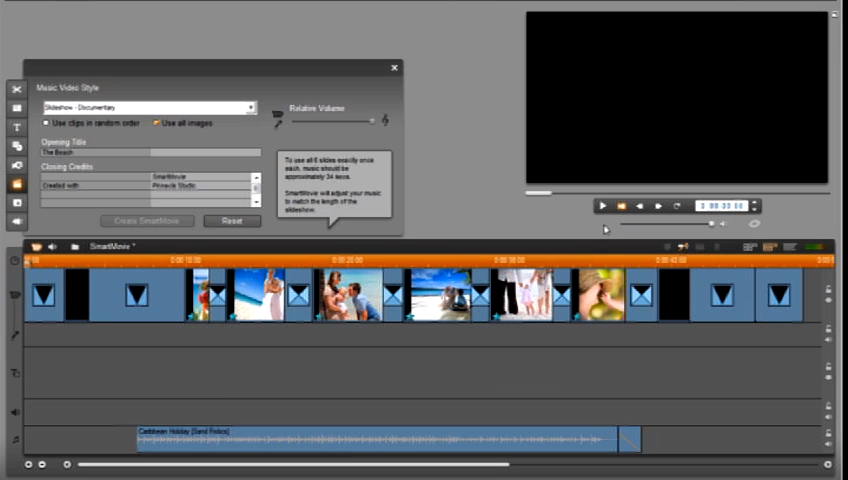 Music Video Style
Slideshow - Documentary
Use clips in random order
Use all images
Relative Volume
Opening Title
The Beach
Closing Credits
SmartMovie
Created with
Pinnacle Studio
To use all 6 slides exactly once
each, music should be
approximately 34 secs.
SmartMovie will adjust your music
to match the length of the
slideshow.
Create SmartMovie
Reset
SmartMovie *
0:00:10:00
0:00:20:00
0:00:30:00
0:00:40:00
Caribbean Holiday [Sand Frolics]